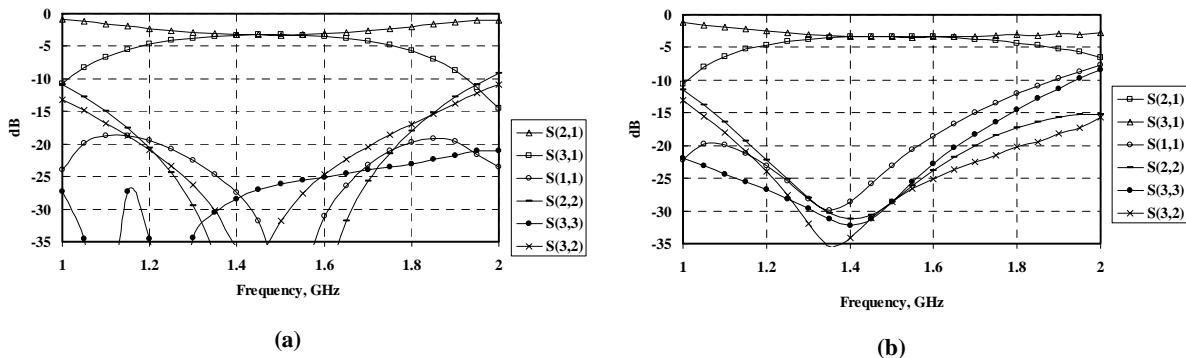 0
-5
-10
-15
-20
-25
-30
-35
dB
1
1.2
1.4
1.6
1.8
2
Frequency, GHz
S(2,1)
S(3,1)
S(1,1)
S(2,2)
S(3,3)
S(3,2)
(a)
0
-5
-10
-15
-20
-25
-30
-35
dB
1
1.2
1.4
1.6
1.8
2
Frequency, GHz
S(2,1)
S(3,1)
S(1,1)
S(2,2)
S(3,3)
S(3,2)
(b)